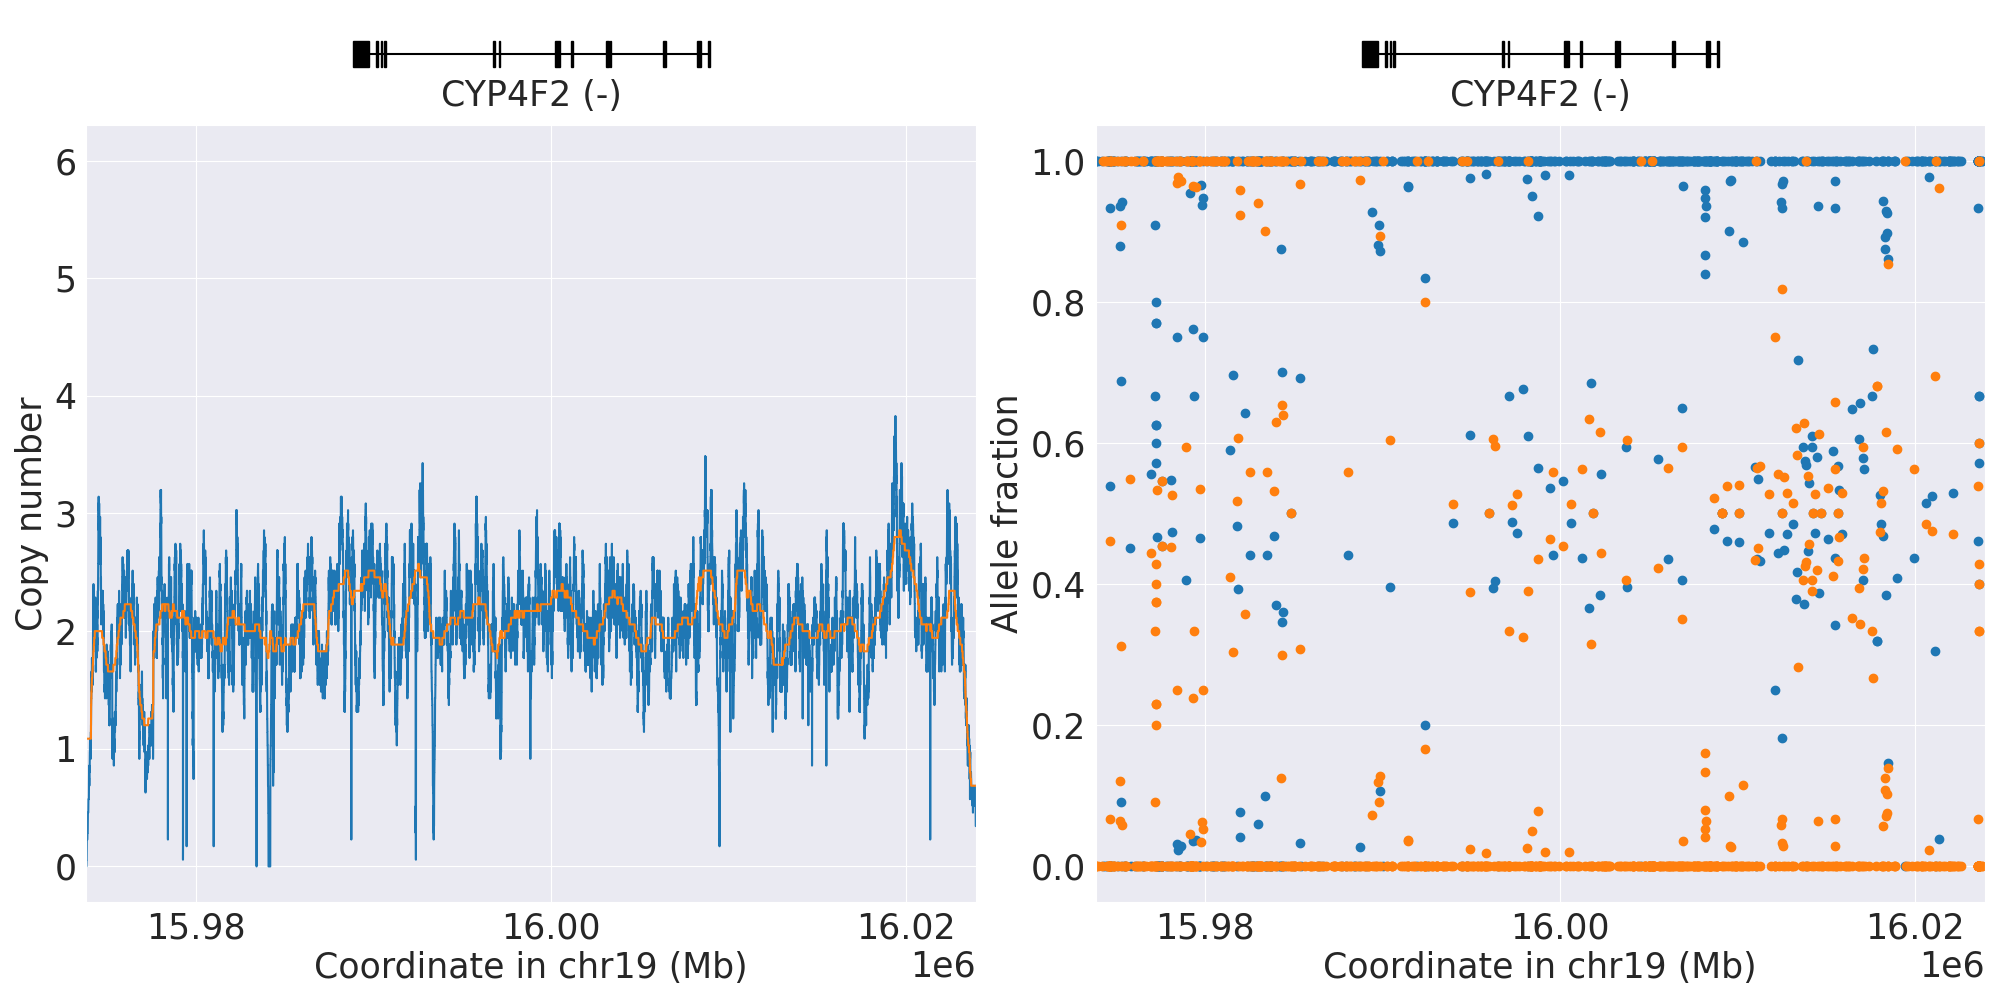 CYP4F2 (-)
6
5
4
3
2
1
0
Copy number
15.98
16.00
16.02
Coordinate in chr19 (Mb)
1e6
CYP4F2 (-)
1.0
0.8
0.6
0.4
0.2
0.0
Allele fraction
15.98
16.00
16.02
Coordinate in chr19 (Mb)
1e6